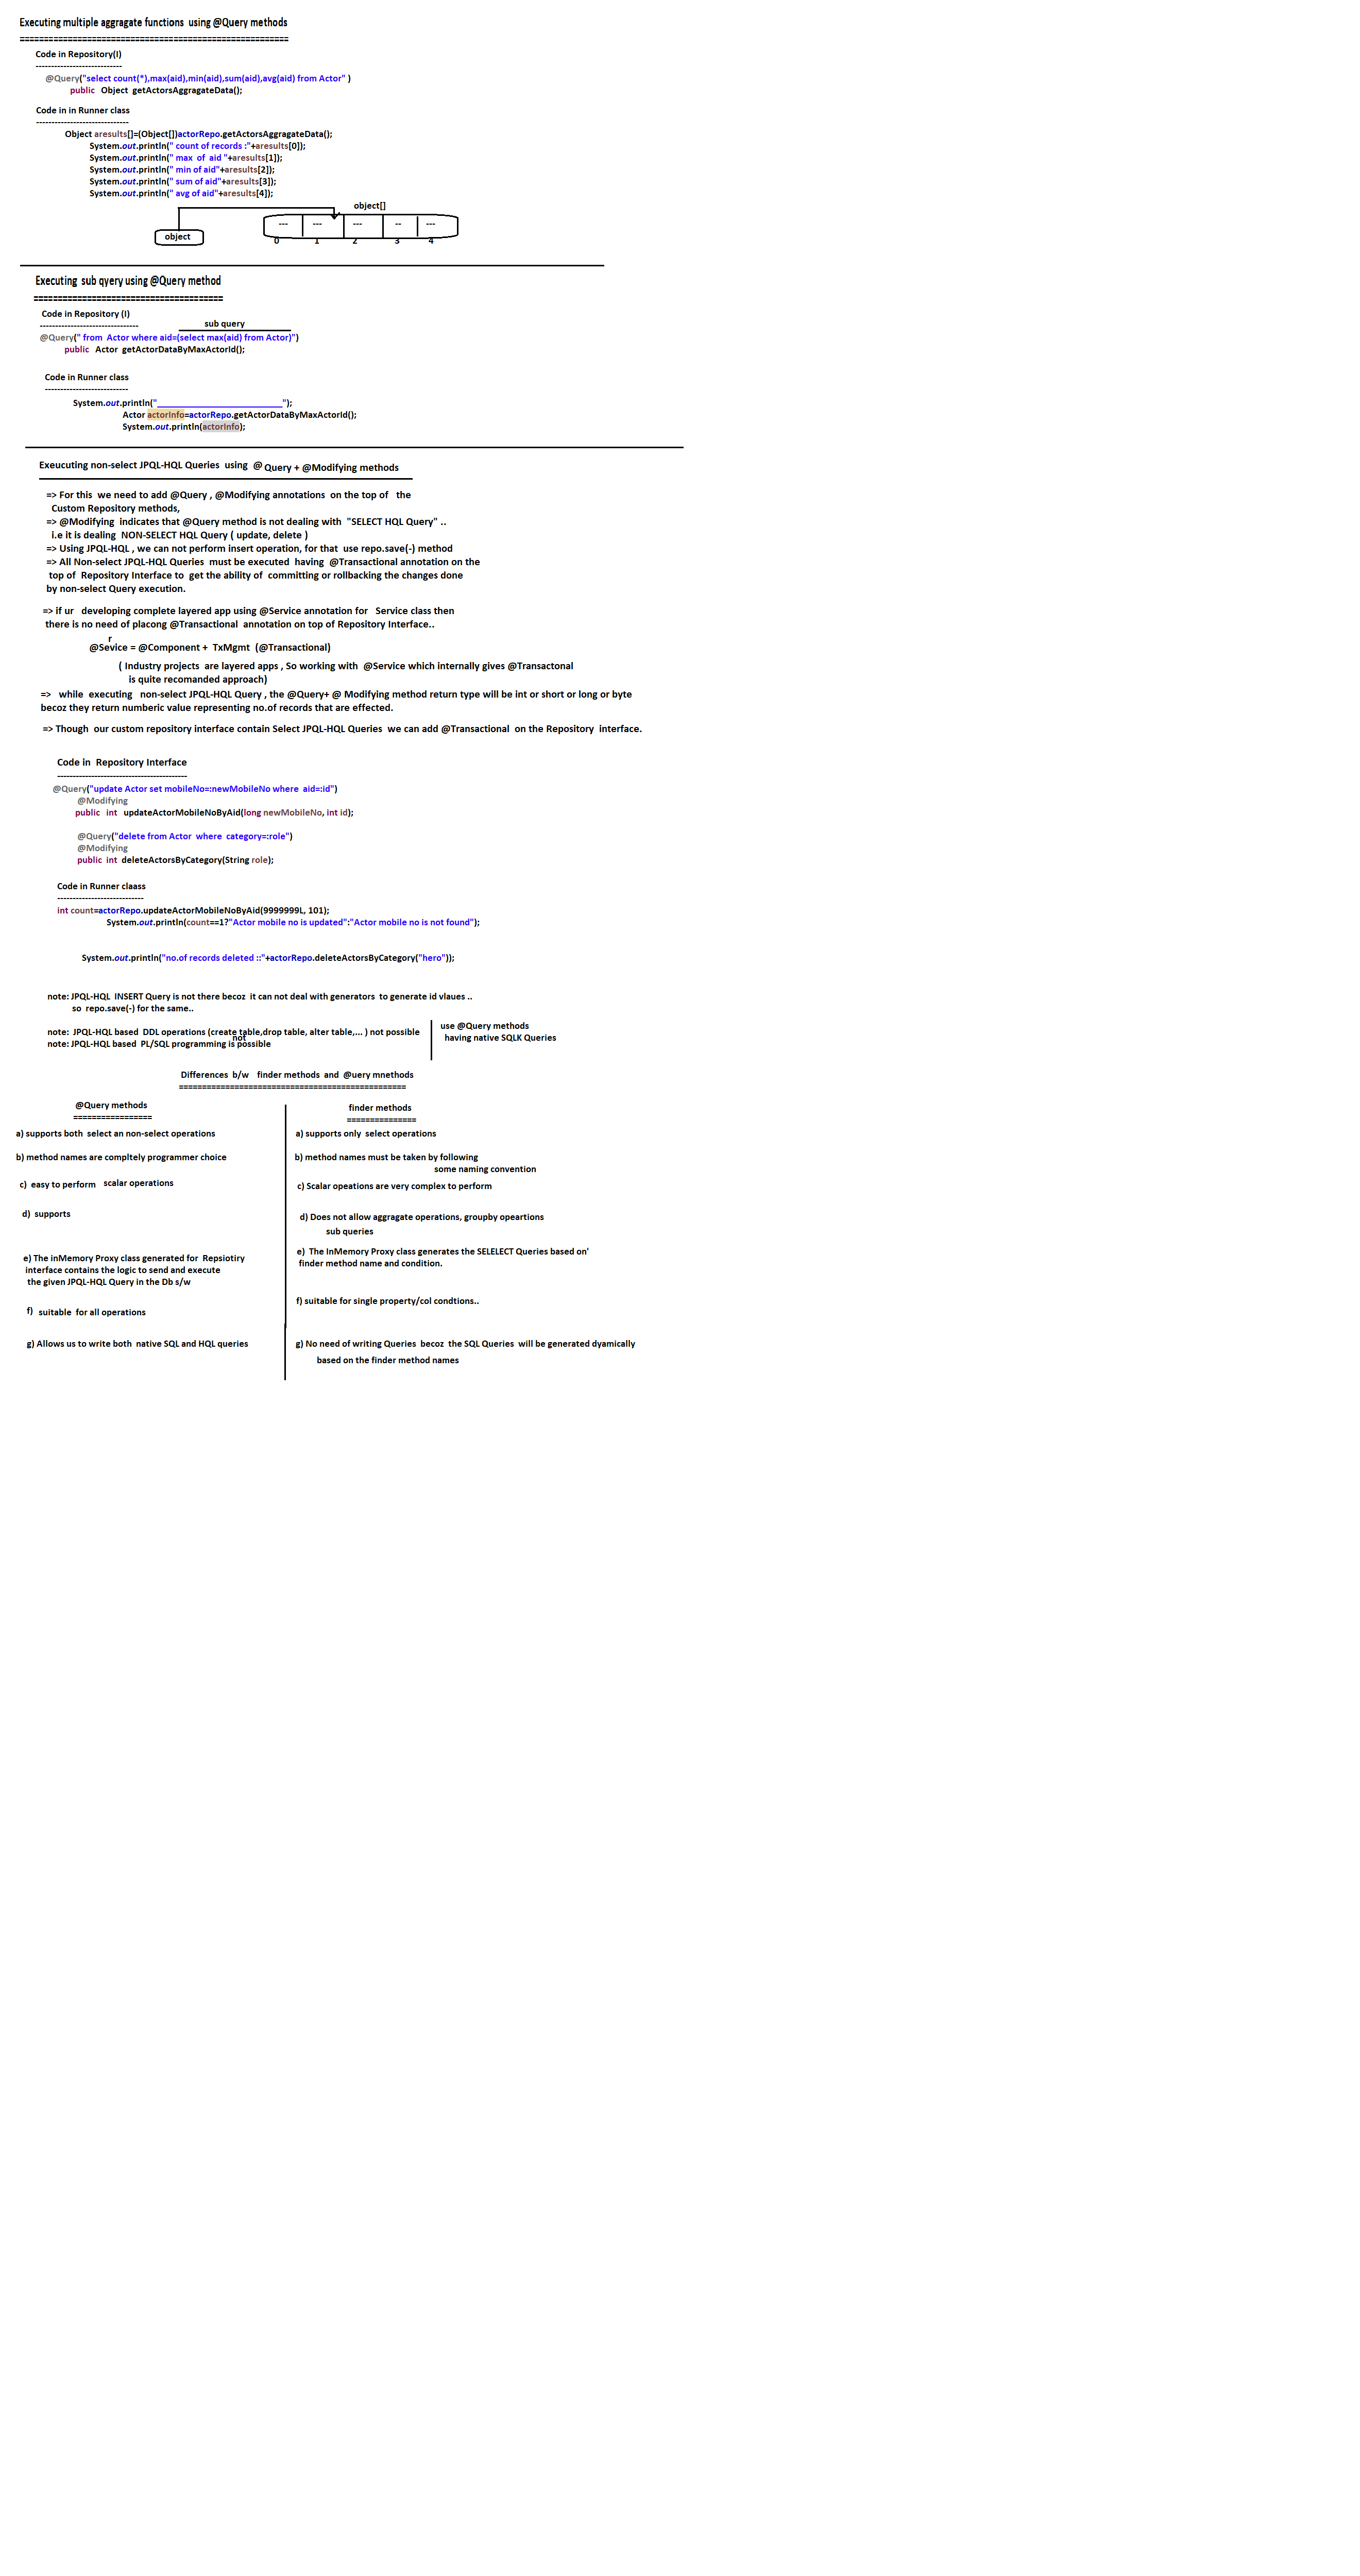 Executing multiple aggragate functions  using @Query methods
========================================================
Code in Repository(I)
----------------------------
@Query("select count(*),max(aid),min(aid),sum(aid),avg(aid) from Actor" )
public   Object  getActorsAggragateData();
Code in in Runner class
------------------------------
Object aresults[]=(Object[])actorRepo.getActorsAggragateData();
System.out.println(" count of records :"+aresults[0]);
System.out.println(" max  of  aid "+aresults[1]);
System.out.println(" min of aid"+aresults[2]);
System.out.println(" sum of aid"+aresults[3]);
System.out.println(" avg of aid"+aresults[4]);
object[]
--- --- --- -- ---
object
0 1 2 3 4
Executing  sub qyery using @Query method
=======================================
Code in Repository (I)
--------------------------------
sub query
@Query(" from  Actor where aid=(select max(aid) from Actor)")
public   Actor  getActorDataByMaxActorId();
Code in Runner class
---------------------------
System.out.println("______________________________");
Actor actorInfo=actorRepo.getActorDataByMaxActorId();
System.out.println(actorInfo);
Exeucuting non-select JPQL-HQL Queries  using  @ Query + @Modifying methods
=> For this  we need to add @Query , @Modifying annotations  on the top of   the
Custom Repository methods,
=> @Modifying  indicates that @Query method is not dealing with  "SELECT HQL Query" ..
i.e it is dealing  NON-SELECT HQL Query ( update, delete )
=> Using JPQL-HQL , we can not perform insert operation, for that  use repo.save(-) method
=> All Non-select JPQL-HQL Queries  must be executed  having  @Transactional annotation on the
top of  Repository Interface to  get the ability of  committing or rollbacking the changes done
by non-select Query execution.
=> if ur   developing complete layered app using @Service annotation for   Service class then
there is no need of placong @Transactional  annotation on top of Repository Interface..
r
@Sevice = @Component +  TxMgmt  (@Transactional)
( Industry projects  are layered apps , So working with  @Service which internally gives @Transactonal
is quite recomanded approach)
=>   while  executing   non-select JPQL-HQL Query , the @Query+ @ Modifying method return type will be int or short or long or byte
becoz they return numberic value representing no.of records that are effected.
=> Though  our custom repository interface contain Select JPQL-HQL Queries  we can add @Transactional  on the Repository  interface.
Code in  Repository Interface
------------------------------------------
@Query("update Actor set mobileNo=:newMobileNo where  aid=:id")
@Modifying
public   int   updateActorMobileNoByAid(long newMobileNo, int id);
@Query("delete from Actor  where  category=:role")
@Modifying
public  int  deleteActorsByCategory(String role);
Code in Runner claass
----------------------------
int count=actorRepo.updateActorMobileNoByAid(9999999L, 101);
System.out.println(count==1?"Actor mobile no is updated":"Actor mobile no is not found");
System.out.println("no.of records deleted ::"+actorRepo.deleteActorsByCategory("hero"));
note: JPQL-HQL  INSERT Query is not there becoz  it can not deal with generators  to generate id vlaues ..
so  repo.save(-) for the same..
note:  JPQL-HQL based  DDL operations (create table,drop table, alter table,... ) not possible
not
note: JPQL-HQL based  PL/SQL programming is possible
use @Query methods
having native SQLK Queries
Differences  b/w    finder methods  and  @uery mnethods
=================================================
@Query methods
=================
a) supports both  select an non-select operations
b) method names are compltely programmer choice
c)  easy to perform   scalar operations
d)  supports
e) The inMemory Proxy class generated for  Repsiotiry
interface contains the logic to send and execute
the given JPQL-HQL Query in the Db s/w
f)  suitable  for all operations
g) Allows us to write both  native SQL and HQL queries
finder methods
===============
a) supports only  select operations
b) method names must be taken by following
some naming convention
c) Scalar opeations are very complex to perform
d) Does not allow aggragate operations, groupby opeartions
sub queries
e)  The InMemory Proxy class generates the SELELECT Queries based on'
finder method name and condition.
f) suitable for single property/col condtions..
g) No need of writing Queries  becoz  the SQL Queries  will be generated dyamically
based on the finder method names